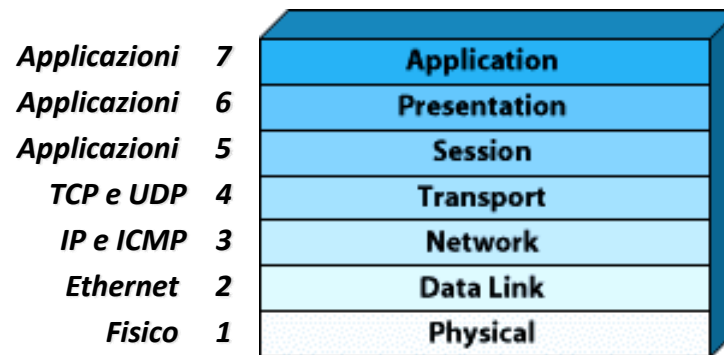 Applicazioni 7 Application
Applicazioni 6 Presentation
Applicazioni 5 Session
TCP e UDP 4 Transport
IP e ICMP 3 Network
Ethernet 2 Data Link
Fisico 1 Physical